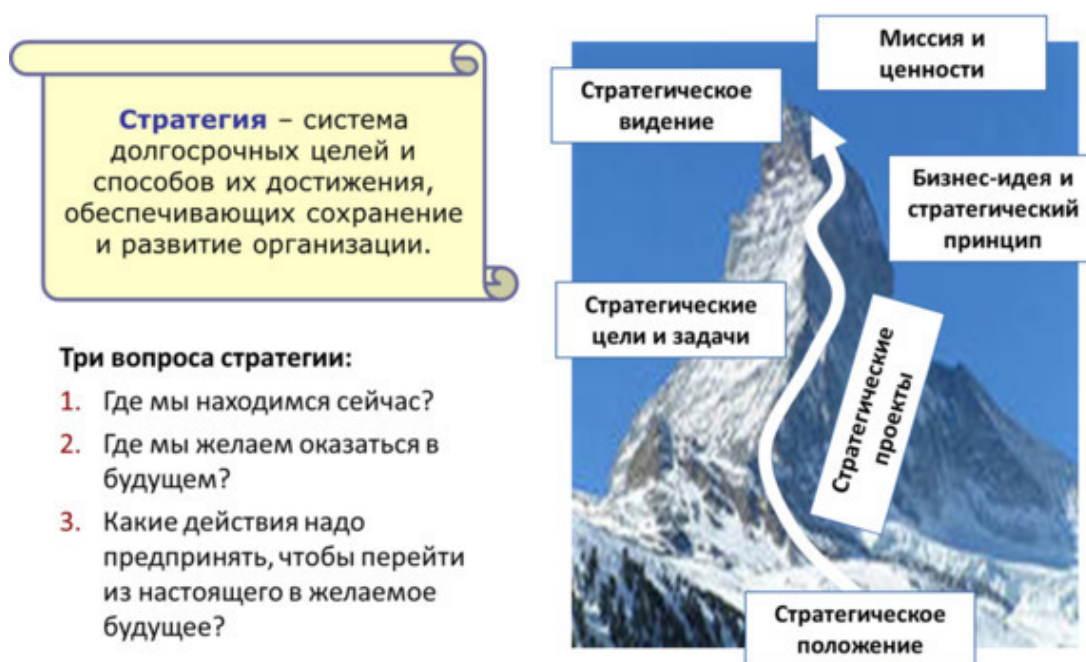 Стратегия – система
долгосрочных целей и
способов их достижения,
обеспечивающих сохранение
и развитие организации.
Три вопроса стратегии:
1. Где мы находимся сейчас?
2. Где мы желаем оказаться в
будущем?
3. Какие действия надо
предпринять, чтобы перейти
из настоящего в желаемое
будущее?
Миссия и
ценности
Стратегическое
видение
Бизнес-идея и
стратегический
принцип
Стратегические
цели и задачи
Стратегические
проекты
Стратегическое
положение